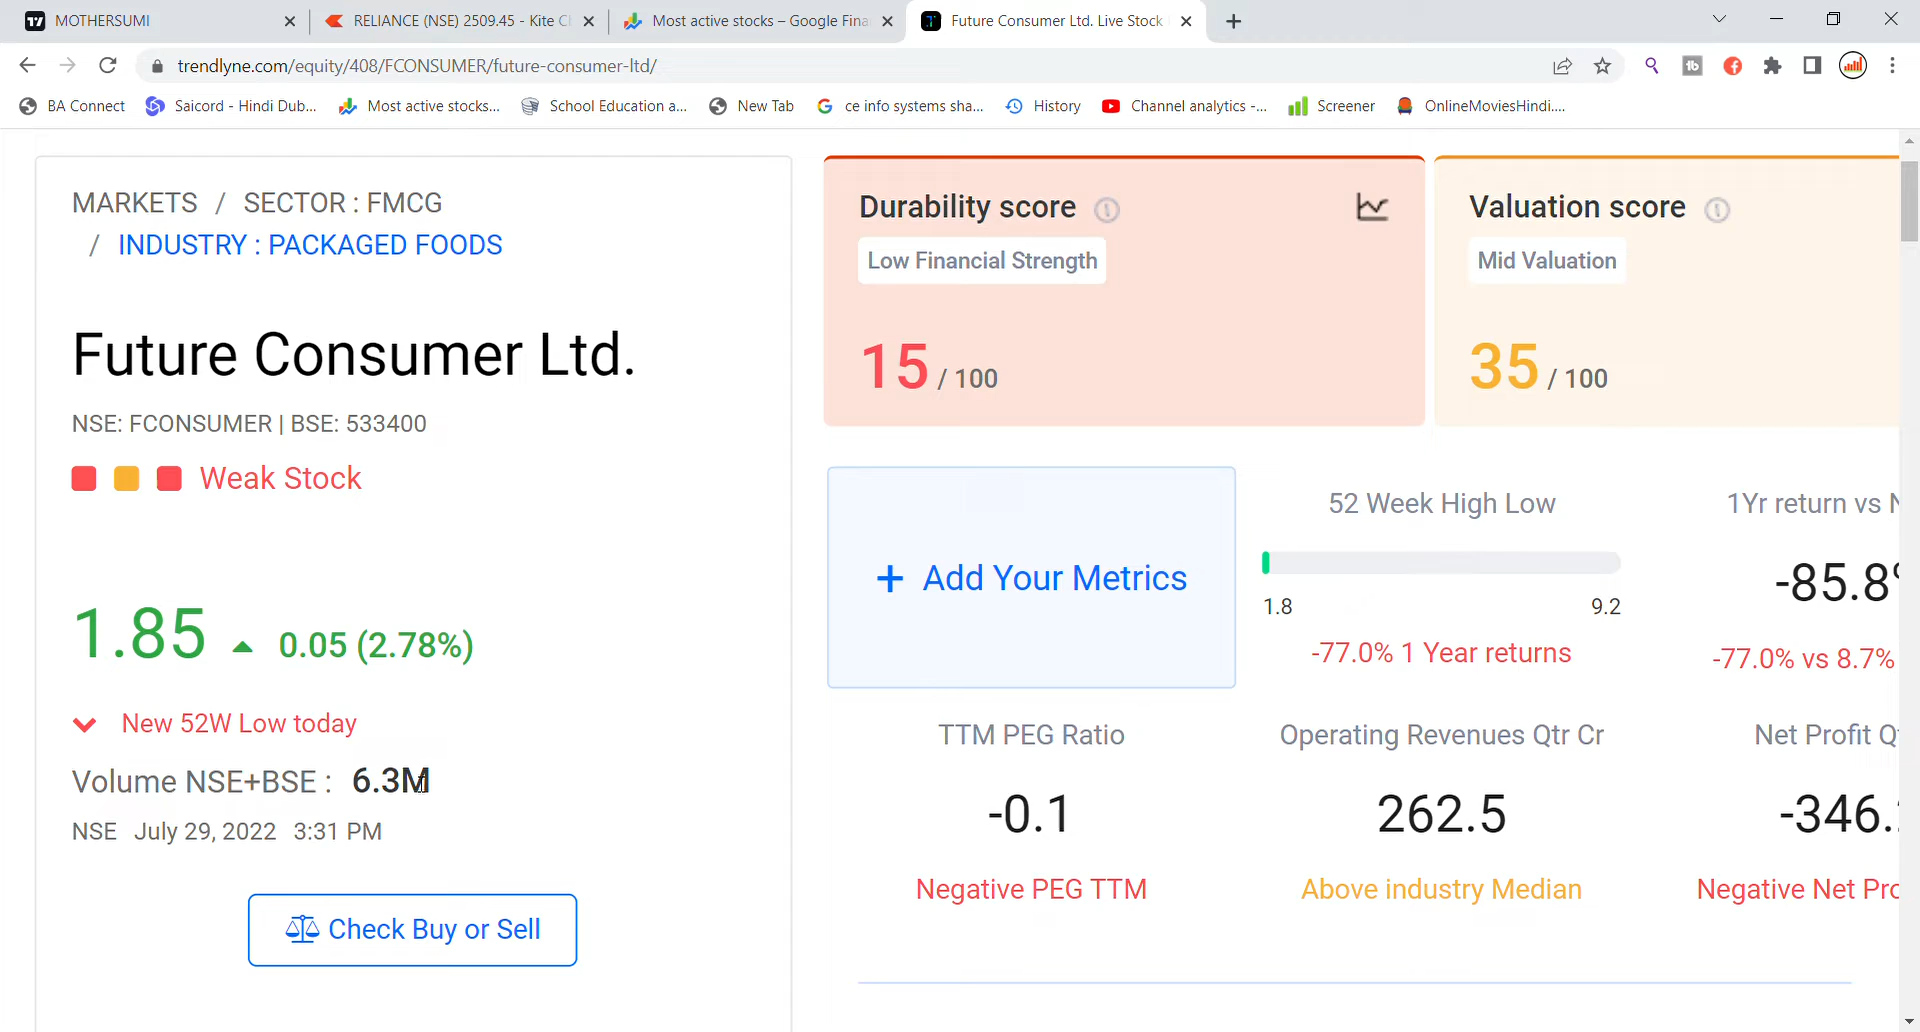 MOTHERSUMI
RELIANCE (NSE) 2509.45 - Kite C
Most active stocks – Google Fina
Future Consumer Ltd. Live Stock
trendlyne.com/equity/408/FCONSUMER/future-consumer-ltd/
BA Connect
Saicord - Hindi Dub...
Most active stocks...
School Education a...
New Tab
ce info systems sha...
History
Channel analytics -...
Screener
OnlineMoviesHindi....
MARKETS / SECTOR : FMCG
/ INDUSTRY : PACKAGED FOODS
Future Consumer Ltd.
NSE: FCONSUMER | BSE: 533400
Weak Stock
1.85 0.05 (2.78%)
New 52W Low today
Volume NSE+BSE : 6.3M
NSE July 29, 2022 3:31 PM
Check Buy or Sell
Durability score
Low Financial Strength
15 / 100
Valuation score
Mid Valuation
35 / 100
+ Add Your Metrics
52 Week High Low
1.8 9.2
-77.0% 1 Year returns
1Yr return vs N
-85.8%
-77.0% vs 8.7%
TTM PEG Ratio
-0.1
Negative PEG TTM
Operating Revenues Qtr Cr
262.5
Above industry Median
Net Profit Q
-346.
Negative Net Pro